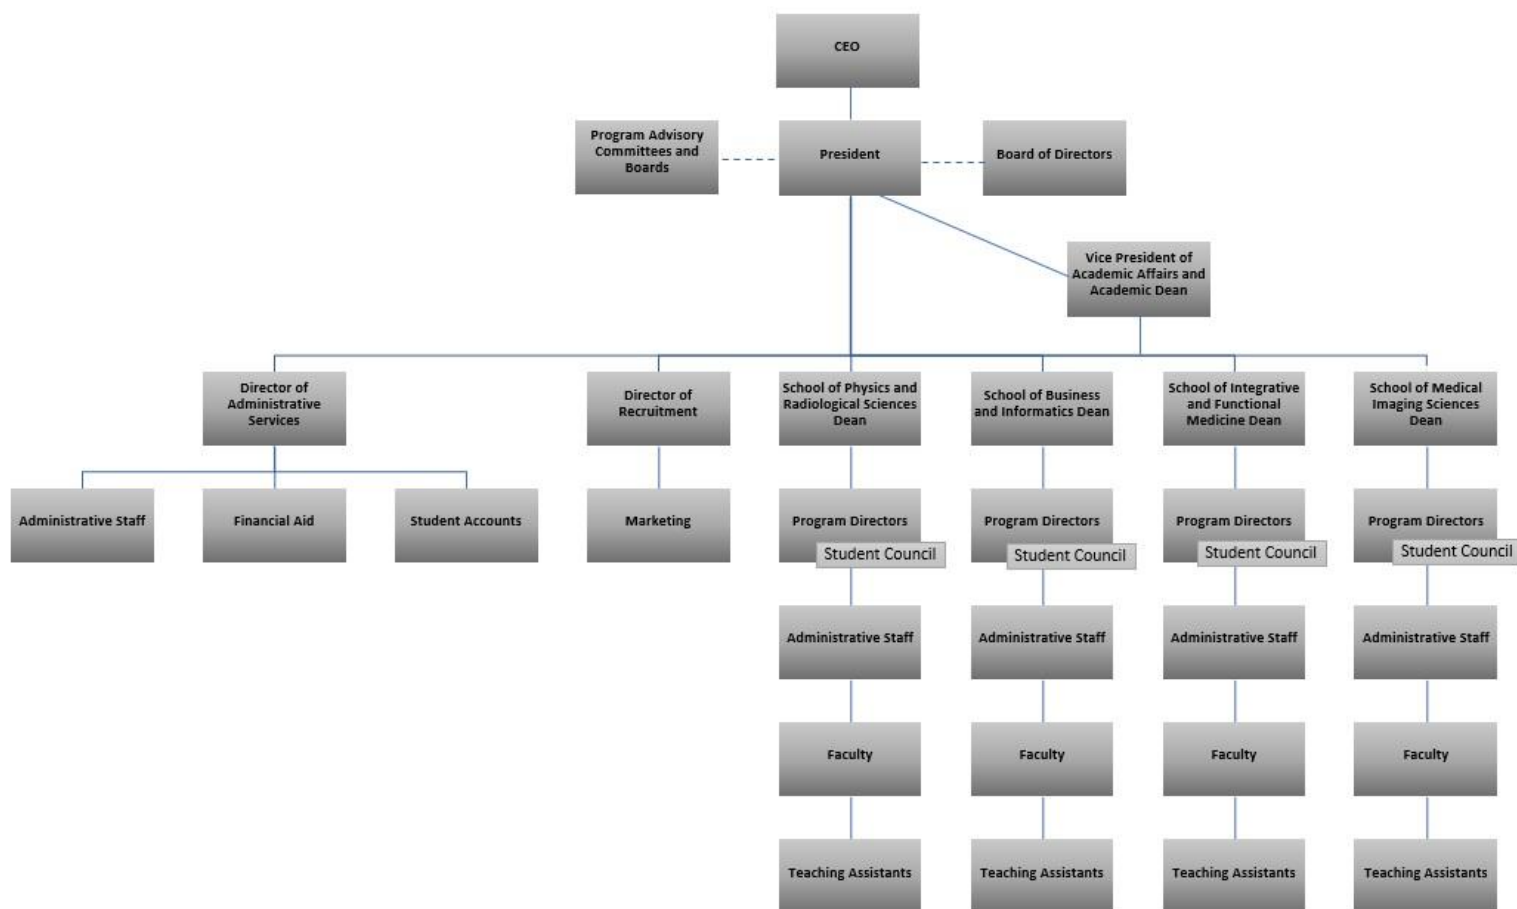 CEO
Program Advisory
Committees and
Boards
President
Board of Directors
Vice President of
Academic Affairs and
Academic Dean
Director of
Administrative
Services
Director of
Recruitment
School of Physics and
Radiological Sciences
Dean
School of Business
and Informatics Dean
School of Integrative
and Functional
Medicine Dean
School of Medical
Imaging Sciences
Dean
Administrative Staff
Financial Aid
Student Accounts
Marketing
Program Directors
Student Council
Program Directors
Student Council
Program Directors
Student Council
Program Directors
Student Council
Administrative Staff
Administrative Staff
Administrative Staff
Administrative Staff
Faculty
Faculty
Faculty
Faculty
Teaching Assistants
Teaching Assistants
Teaching Assistants
Teaching Assistants